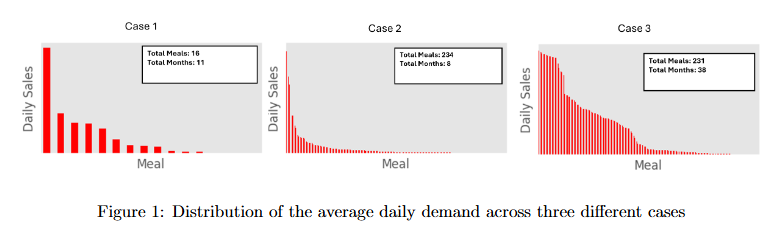 Case 1
Total Meals: 16
Total Months: 11
Daily Sales
Meal
Case 2
Total Meals: 234
Total Months: 8
Daily Sales
Meal
Case 3
Total Meals: 231
Total Months: 38
Daily Sales
Meal
Figure 1: Distribution of the average daily demand across three different cases